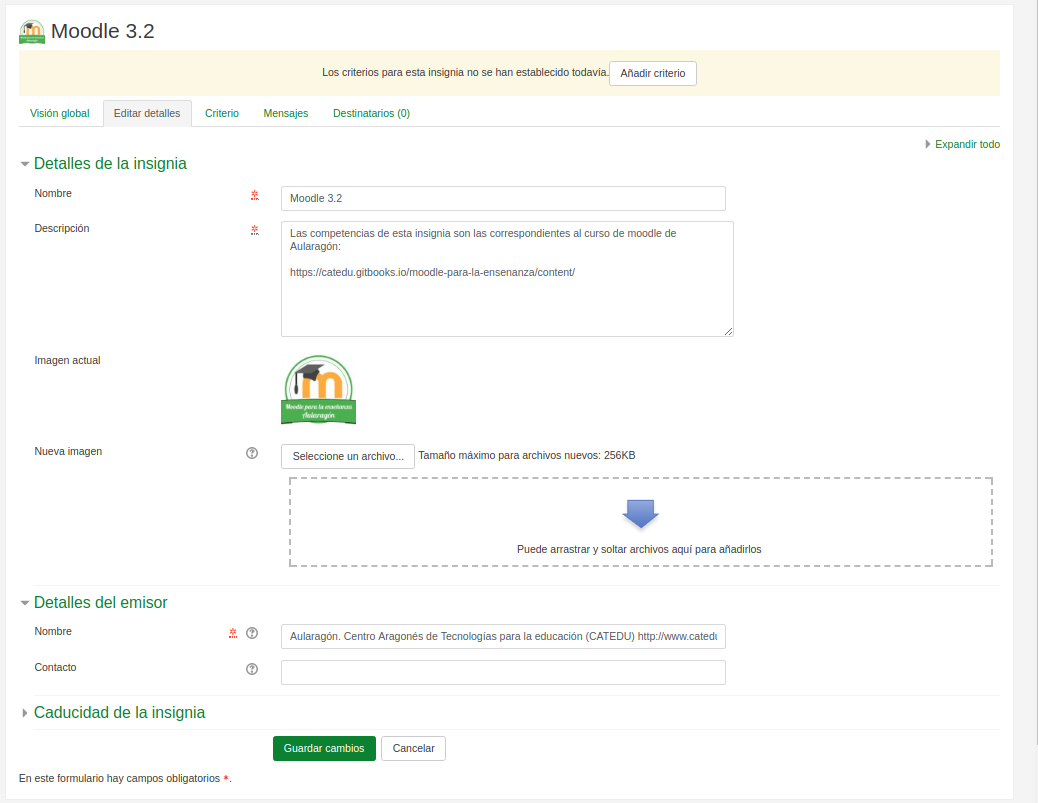 Moodle 3.2
Los criterios para esta insignia no se han establecido todavía. Añadir criterio
Visión global Editar detalles Criterio Mensajes Destinatarios (0)
Expandir todo
Detalles de la insignia
Nombre Moodle 3.2
Descripción Las competencias de esta insignia son las correspondientes al curso de moodle de
Aularagón:
https://catedu.gitbooks.io/moodle-para-la-ensenanza/content/
Imagen actual
Moodle para la enseñanza
Aularagón
Nueva imagen Seleccione un archivo... Tamaño máximo para archivos nuevos: 256KB
Puede arrastrar y soltar archivos aquí para añadirlos
Detalles del emisor
Nombre Aularagón. Centro Aragonés de Tecnologías para la educación (CATEDU) http://www.catedu
Contacto
Caducidad de la insignia
Guardar cambios Cancelar
En este formulario hay campos obligatorios *.